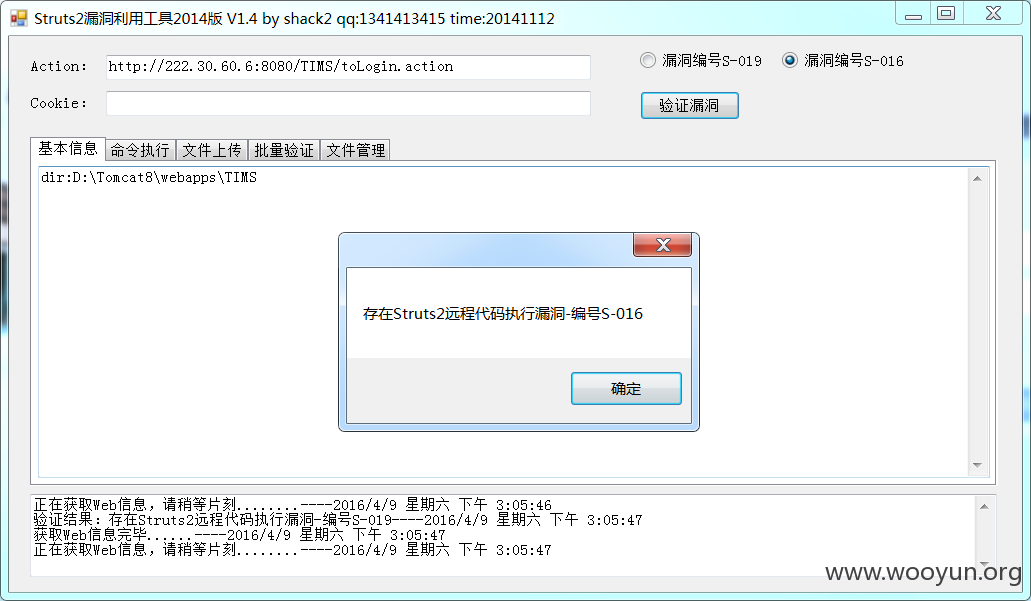 Struts2漏洞利用工具2014版 V1.4 by shack2 qq:1341413415 time:20141112
Action: http://222.30.60.6:8080/TIMS/toLogin.action 漏洞编号S-019 漏洞编号S-016
Cookie: 验证漏洞
基本信息 命令执行 文件上传 批量验证 文件管理
dir:D:\Tomcat8\webapps\TIMS
存在Struts2远程代码执行漏洞-编号S-016
确定
正在获取Web信息，请稍等片刻........----2016/4/9 星期六 下午 3:05:46
验证结果：存在Struts2远程代码执行漏洞-编号S-019----2016/4/9 星期六 下午 3:05:47
获取Web信息完毕......----2016/4/9 星期六 下午 3:05:47
正在获取Web信息，请稍等片刻........----2016/4/9 星期六 下午 3:05:47
www.wooyun.org